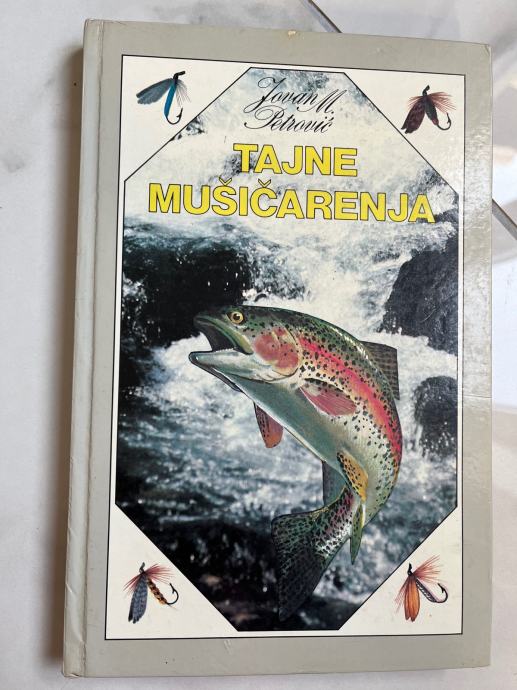 Jovan M.
Petrović
TAJNE
MUŠIČARENJA